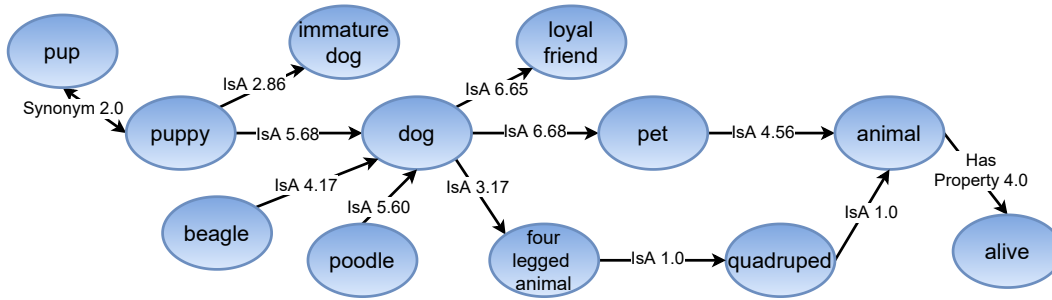 pup
immature
dog
loyal
friend
IsA 2.86
IsA 6.65
Synonym 2.0
puppy
IsA 5.68
dog
IsA 6.68
pet
IsA 4.56
animal
Has
Property 4.0
IsA 4.17
IsA 5.60
IsA 3.17
IsA 1.0
beagle
poodle
four
legged
animal
IsA 1.0
quadruped
alive